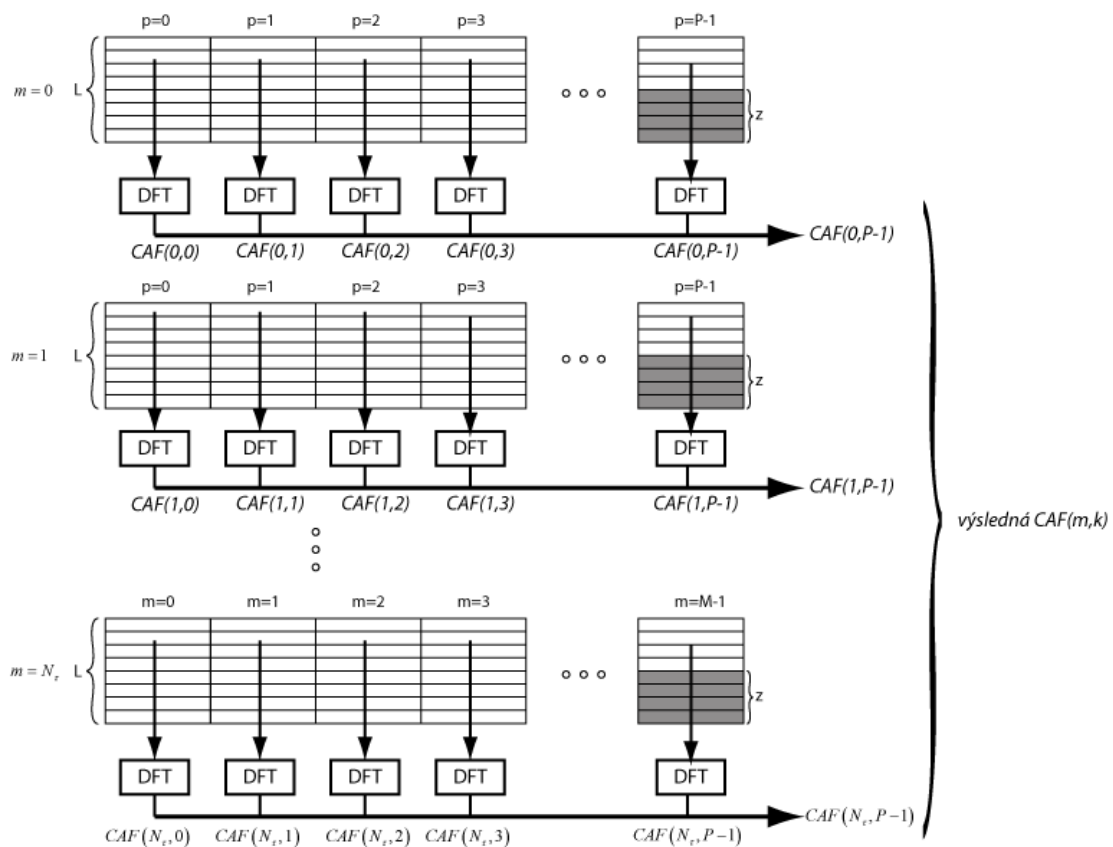 p=0 p=1 p=2 p=3 p=P-1
m = 0 L z
DFT DFT DFT DFT DFT
CAF(0,P-1)
CAF(0,0) CAF(0,1) CAF(0,2) CAF(0,3) CAF(0,P-1)
p=0 p=1 p=2 p=3 p=P-1
m = 1 L z
DFT DFT DFT DFT DFT
CAF(1,P-1)
CAF(1,0) CAF(1,1) CAF(1,2) CAF(1,3) CAF(1,P-1)
výsledná CAF(m,k)
m=0 m=1 m=2 m=3 m=M-1
m = N_τ L z
DFT DFT DFT DFT DFT
CAF(N_τ, P-1)
CAF(N_τ,0) CAF(N_τ,1) CAF(N_τ,2) CAF(N_τ,3) CAF(N_τ,P-1)